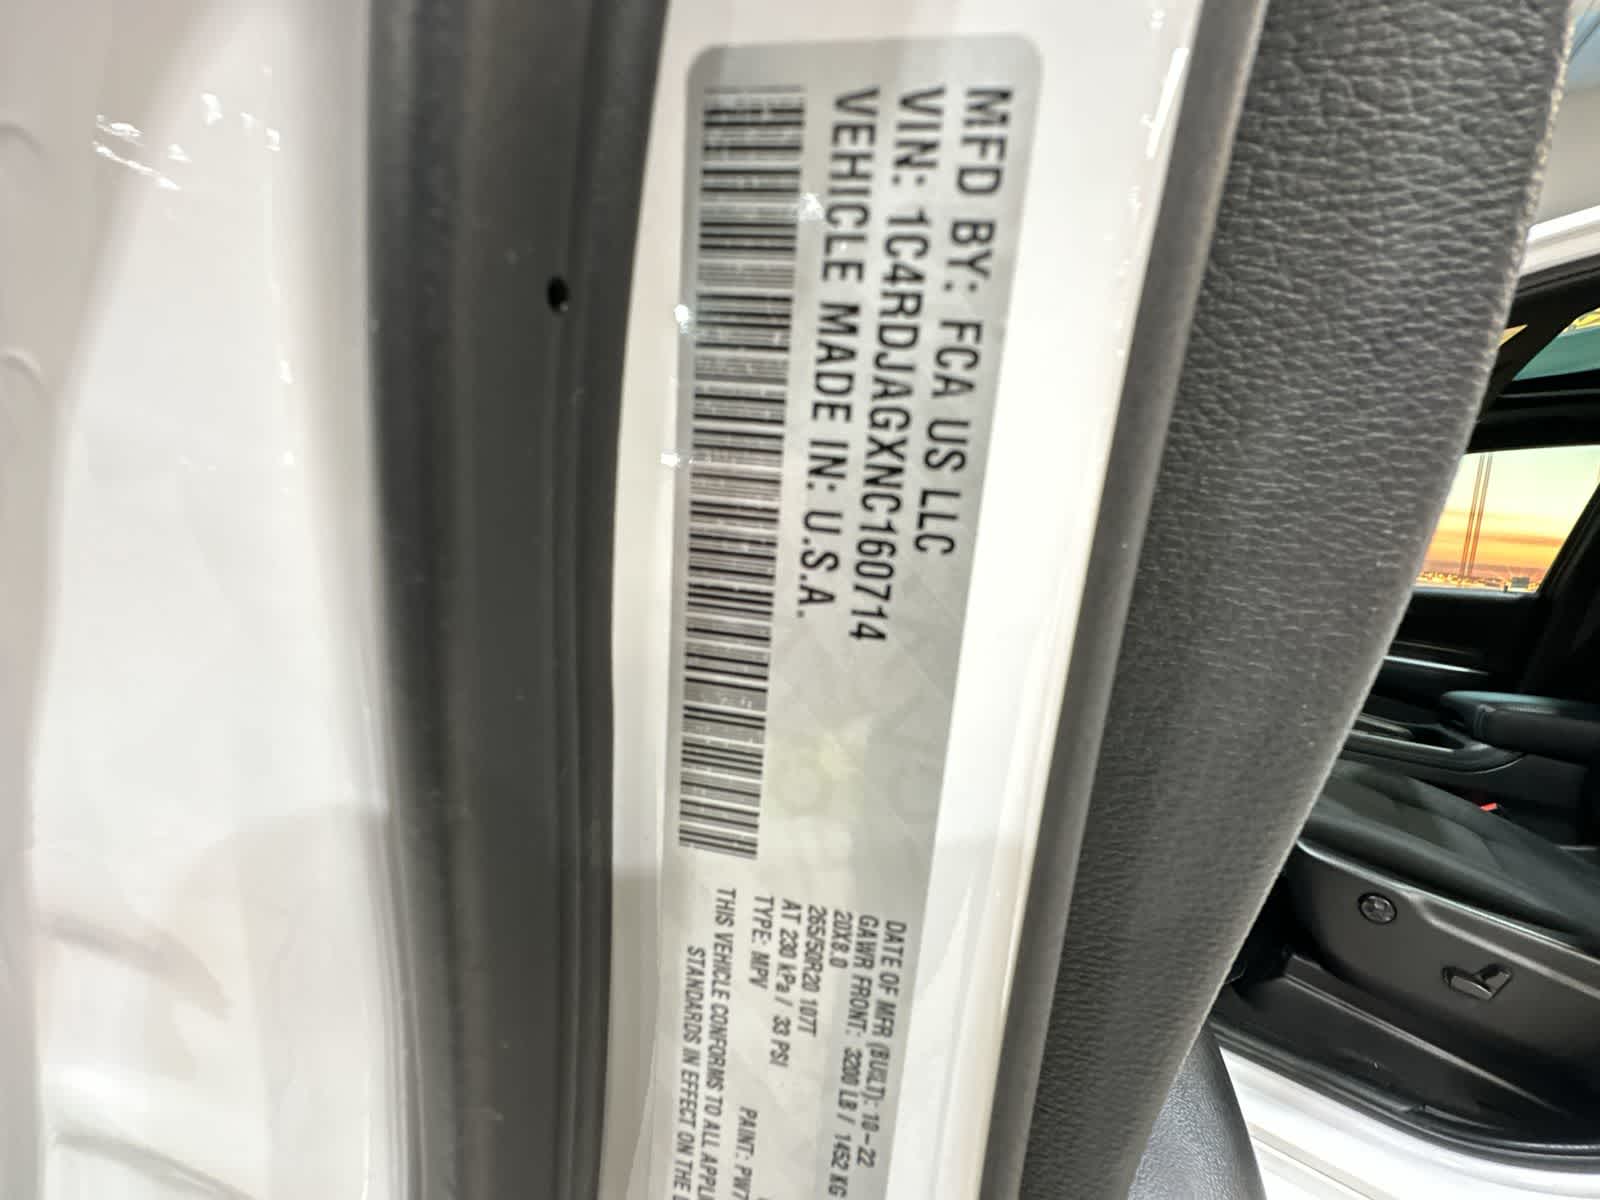 MFD BY: FCA US LLC
VIN: 1C4RDJAGXNC160714
VEHICLE MADE IN: U.S.A.
DATE OF MFR (BUILT): 10-22
GAWR FRONT: 3200 LB / 1452 KG
20X8.0
265/50R20 107T
AT 230 kPa / 33 PSI
TYPE: MPV
PAINT: PW7
THIS VEHICLE CONFORMS TO ALL APPL
STANDARDS IN EFFECT ON THE